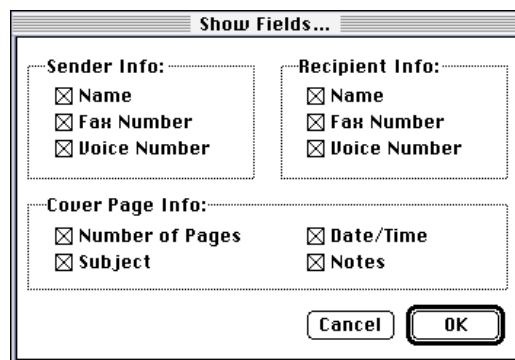 Show Fields...
Sender Info:
Name
Fax Number
Voice Number
Recipient Info:
Name
Fax Number
Voice Number
Cover Page Info:
Number of Pages
Subject
Date/Time
Notes
Cancel
OK